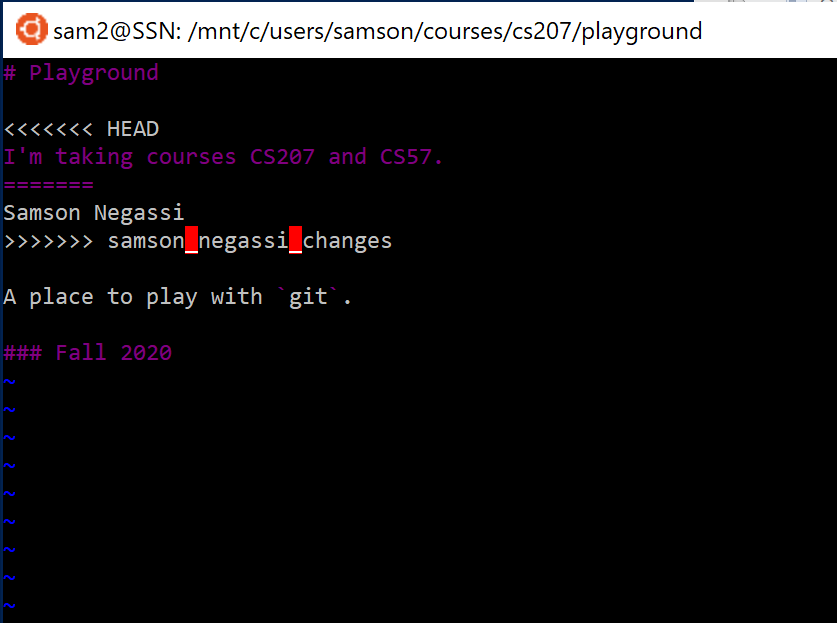 sam2@SSN: /mnt/c/users/samson/courses/cs207/playground
# Playground
<<<<<<< HEAD
I'm taking courses CS207 and CS57.
=======
Samson Negassi
>>>>>>> samson_negassi_changes
A place to play with `git`.
### Fall 2020
~
~
~
~
~
~
~
~
~